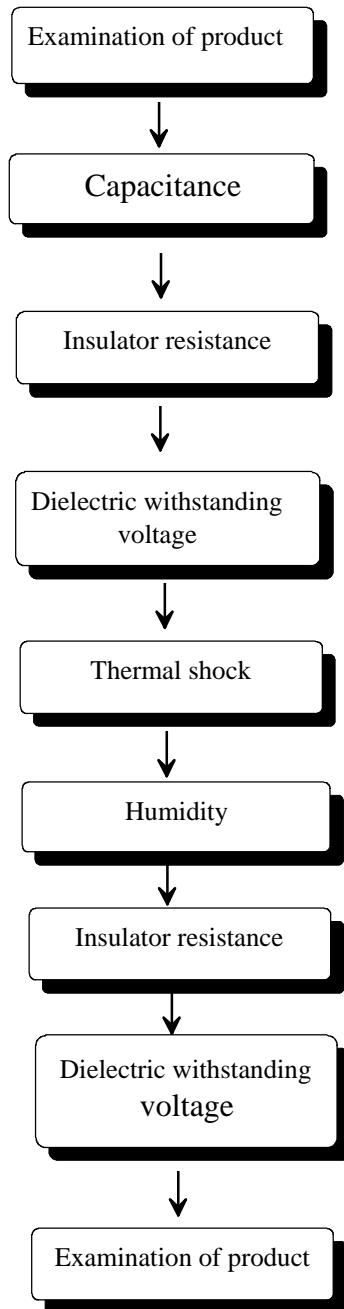 Examination of product
Capacitance
Insulator resistance
Dielectric withstanding
voltage
Thermal shock
Humidity
Insulator resistance
Dielectric withstanding
voltage
Examination of product